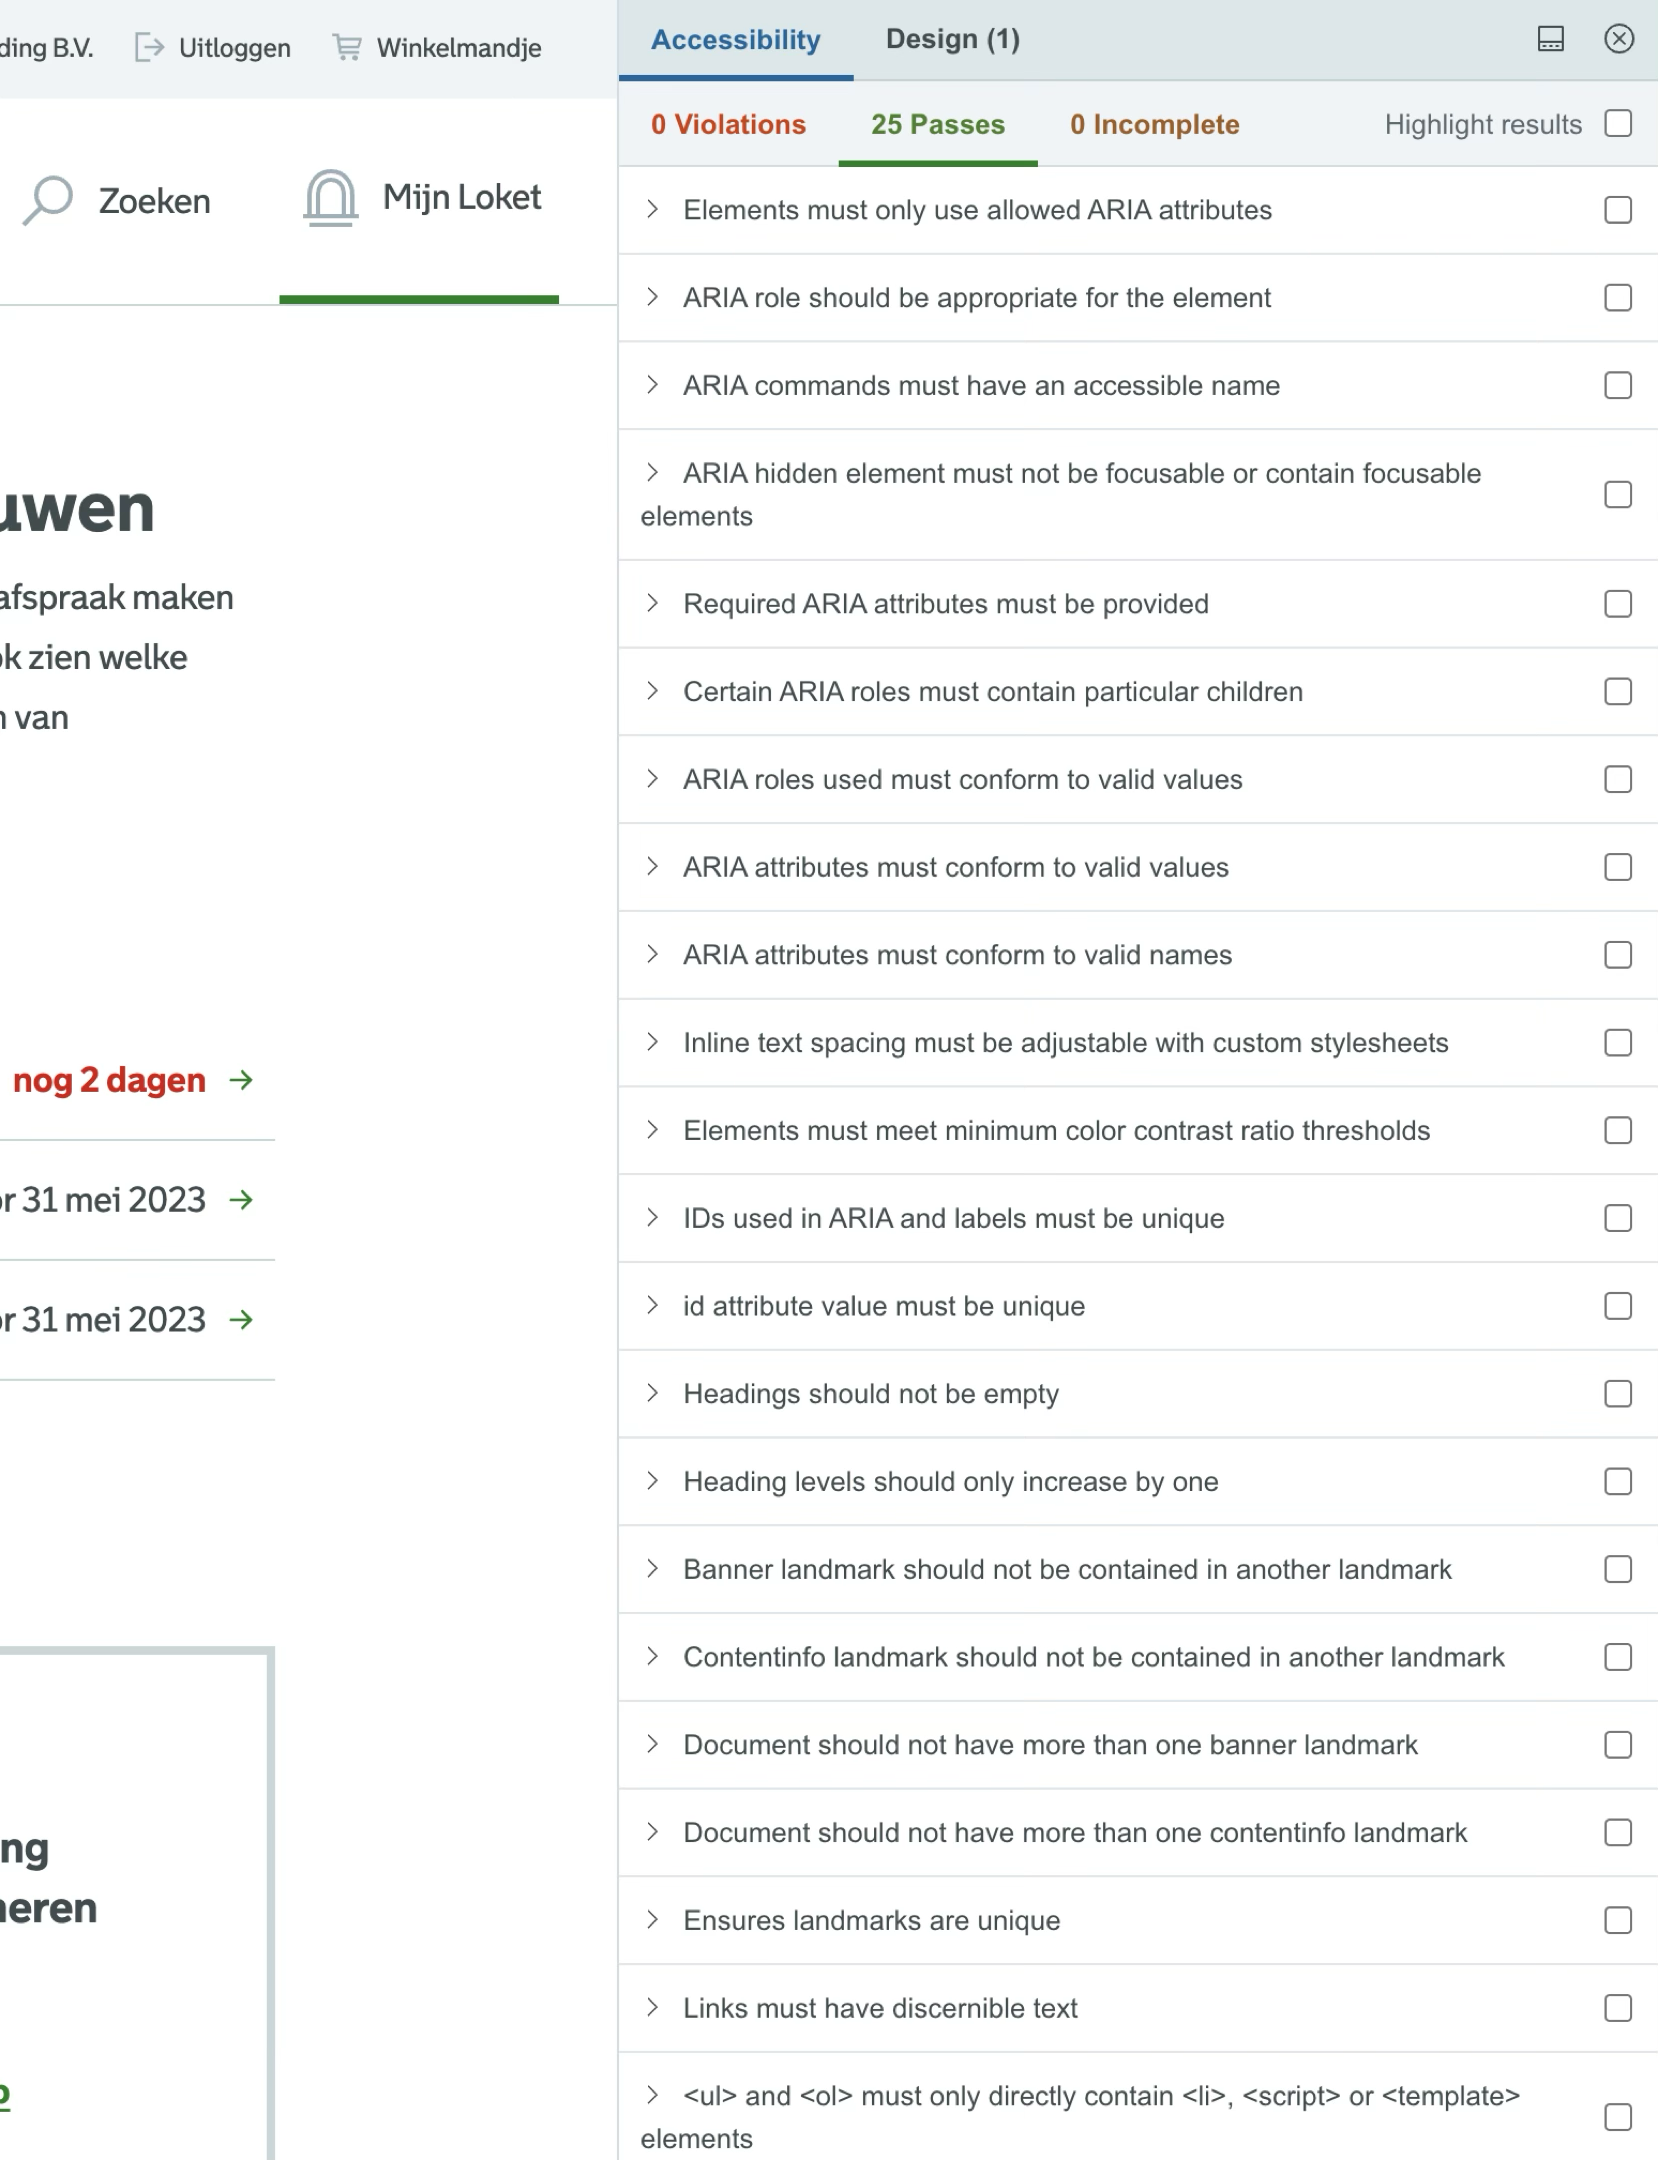 ding B.V.
Uitloggen
Winkelmandje
Zoeken
Mijn Loket
uwen
afspraak maken
ok zien welke
van
nog 2 dagen
or 31 mei 2023
or 31 mei 2023
ng
neren
Accessibility
Design (1)
0 Violations
25 Passes
0 Incomplete
Highlight results
Elements must only use allowed ARIA attributes
ARIA role should be appropriate for the element
ARIA commands must have an accessible name
ARIA hidden element must not be focusable or contain focusable
elements
Required ARIA attributes must be provided
Certain ARIA roles must contain particular children
ARIA roles used must conform to valid values
ARIA attributes must conform to valid values
ARIA attributes must conform to valid names
Inline text spacing must be adjustable with custom stylesheets
Elements must meet minimum color contrast ratio thresholds
IDs used in ARIA and labels must be unique
id attribute value must be unique
Headings should not be empty
Heading levels should only increase by one
Banner landmark should not be contained in another landmark
Contentinfo landmark should not be contained in another landmark
Document should not have more than one banner landmark
Document should not have more than one contentinfo landmark
Ensures landmarks are unique
Links must have discernible text
<ul> and <ol> must only directly contain <li>, <script> or <template>
elements